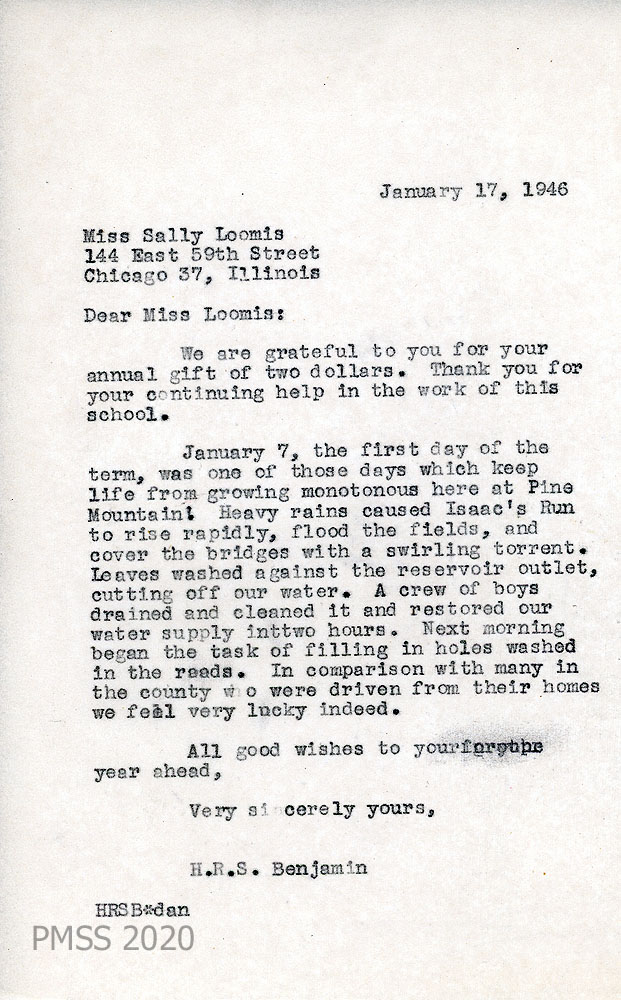 January 17, 1946
Miss Sally Loomis
144 East 59th Street
Chicago 37, Illinois
Dear Miss Loomis:
We are grateful to you for your
annual gift of two dollars. Thank you for
your continuing help in the work of this
school.
January 7, the first day of the
term, was one of those days which keep
life from growing monotonous here at Pine
Mountain! Heavy rains caused Isaac's Run
to rise rapidly, flood the fields, and
cover the bridges with a swirling torrent.
Leaves washed against the reservoir outlet,
cutting off our water. A crew of boys
drained and cleaned it and restored our
water supply inttwo hours. Next morning
began the task of filling in holes washed
in the roads. In comparison with many in
the county w o were driven from their homes
we feel very lucky indeed.
All good wishes to you
year ahead,
Very si cerely yours,
H.R.S. Benjamin
HRSB*dan
PMSS 2020